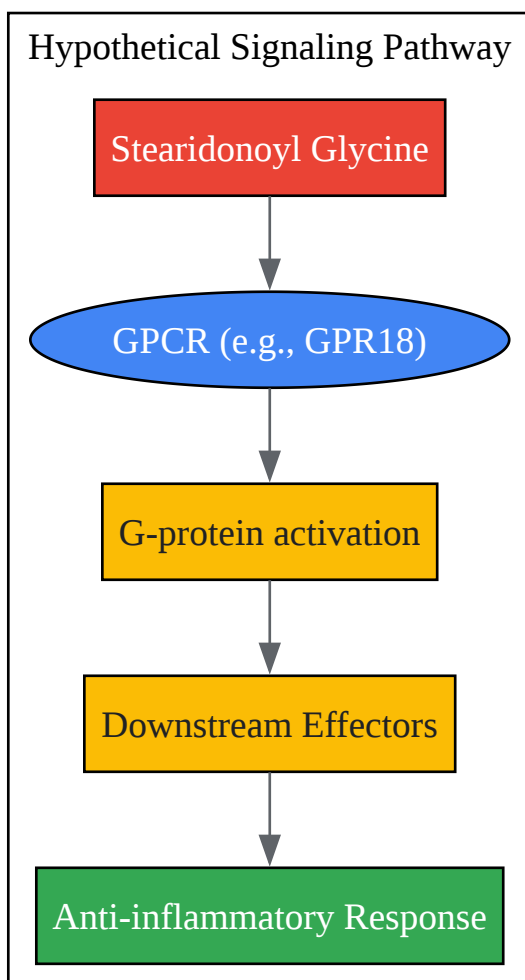 Hypothetical Signaling Pathway
Stearidonoyl Glycine
GPCR (e.g., GPR18)
G-protein activation
Downstream Effectors
Anti-inflammatory Response